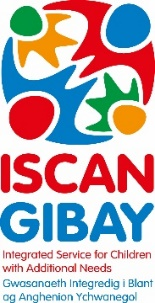 ISCAN
GIBAY
Integrated Service for Children
with Additional Needs
Gwasanaeth Integredig i Blant
ag Anghenion Ychwanegol